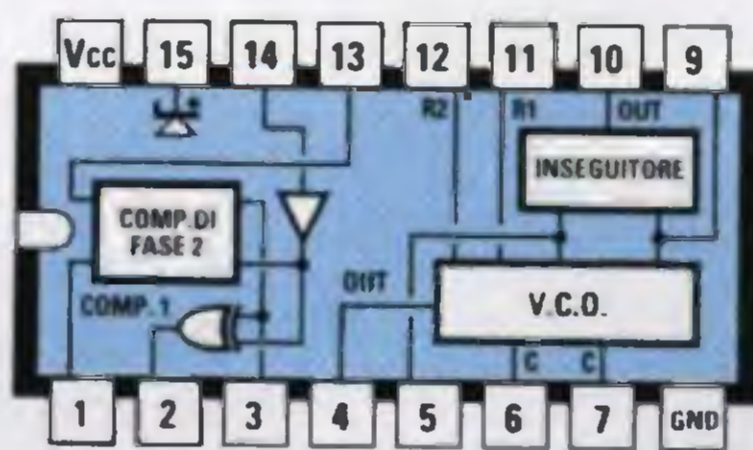 Vcc 15 14 13 12 11 10 9
R2 R1 OUT
INSEGUITORE
COMP. DI
FASE 2
OUT
COMP. 1
V.C.O.
C C
1 2 3 4 5 6 7 GND